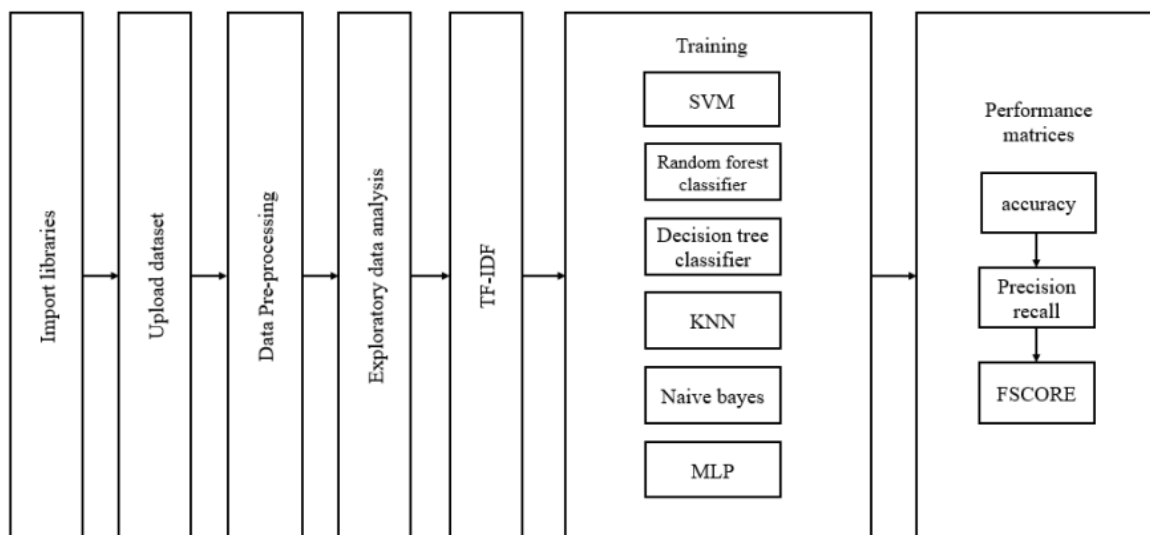 Import libraries
Upload dataset
Data Pre-processing
Exploratory data analysis
TF-IDF
Training
SVM
Random forest
classifier
Decision tree
classifier
KNN
Naive bayes
MLP
Performance
matrices
accuracy
Precision
recall
FSCORE